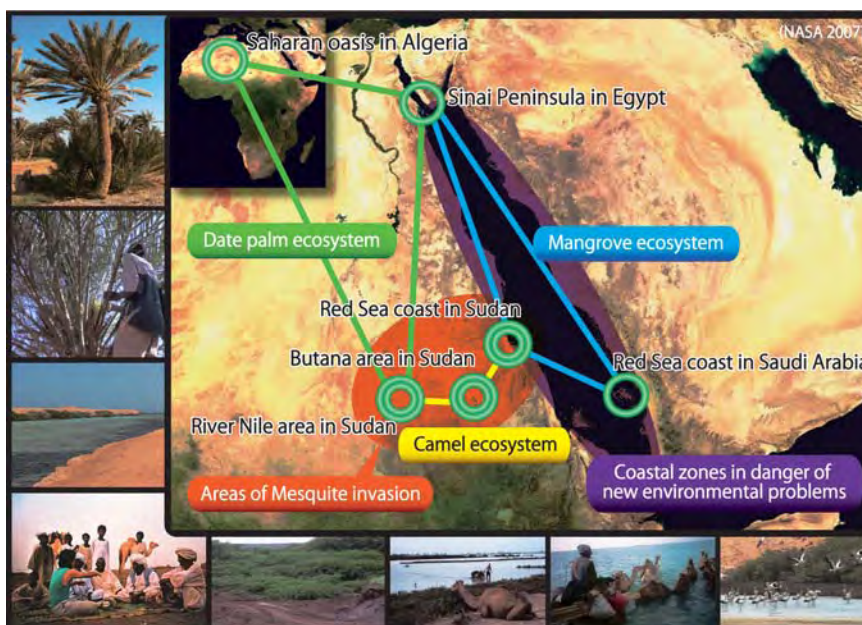 (NASA 2007
Saharan oasis in Algeria
Sinai Peninsula in Egypt
Date palm ecosystem
Mangrove ecosystem
Red Sea coast in Sudan
Butana area in Sudan
Red Sea coast in Saudi Arabia
River Nile area in Sudan
Camel ecosystem
Areas of Mesquite invasion
Coastal zones in danger of
new environmental problems